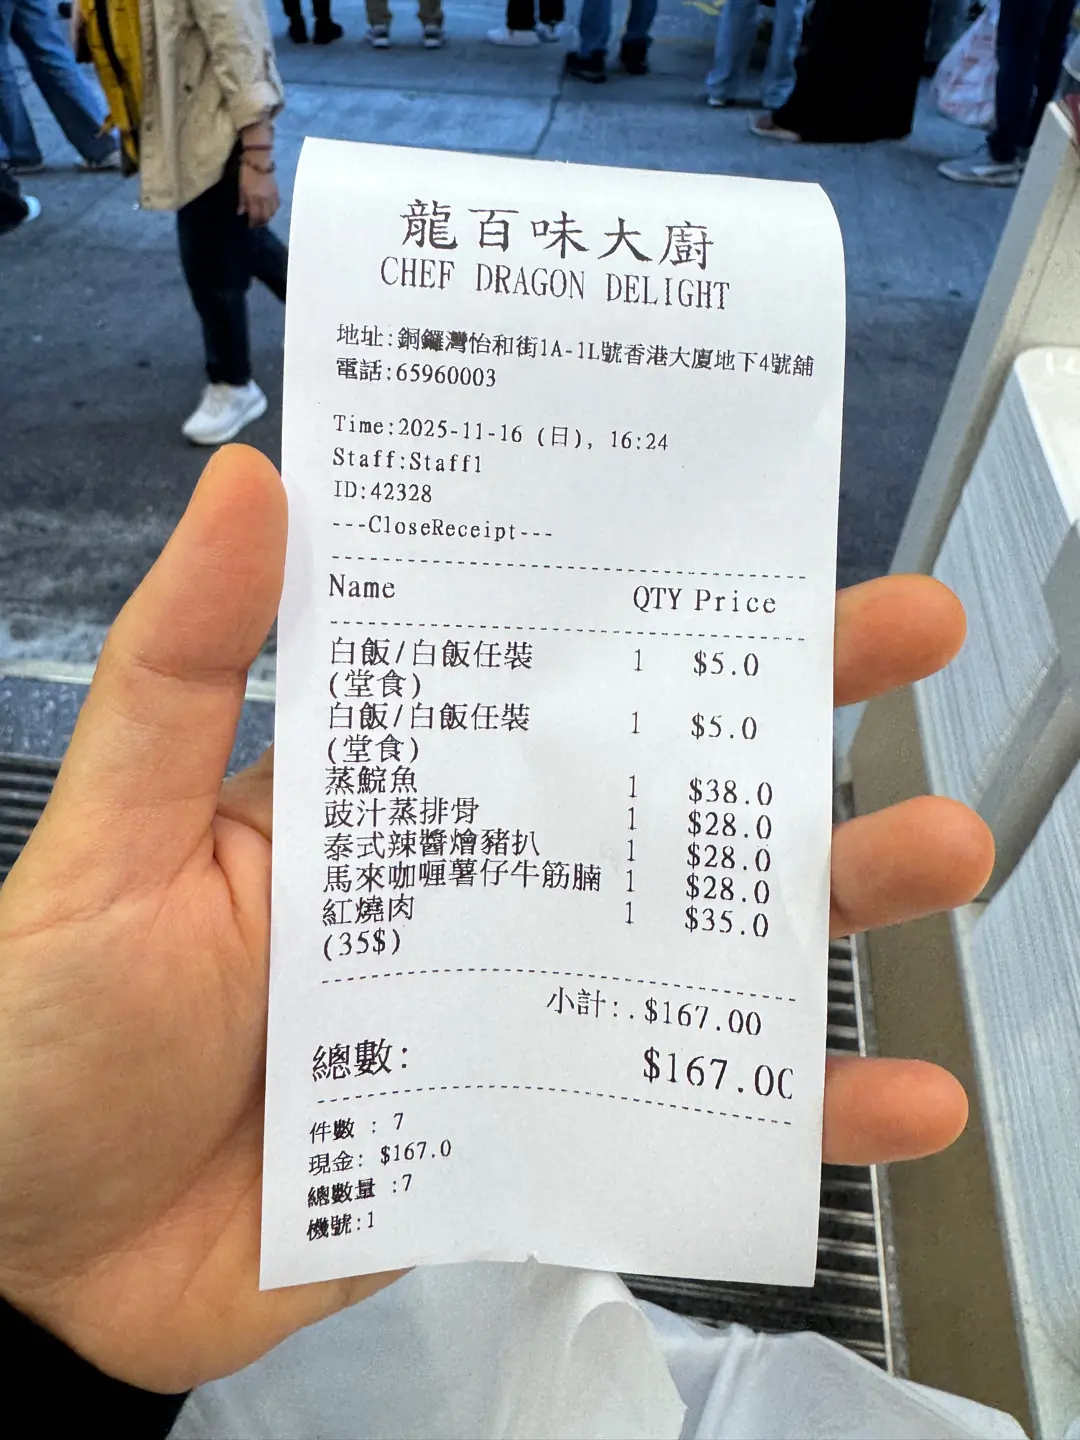 龍百味大廚
CHEF DRAGON DELIGHT
地址:銅鑼灣怡和街1A-1L號香港大廈地下4號舖
電話:65960003
Time:2025-11-16 (日), 16:24
Staff:Staff1
ID:42328
---CloseReceipt---
Name QTY Price
白飯/白飯任裝 1 $5.0
(堂食)
白飯/白飯任裝 1 $5.0
(堂食)
蒸鯇魚 1 $38.0
豉汁蒸排骨 1 $28.0
泰式辣醬燴豬扒 1 $28.0
馬來咖喱薯仔牛筋腩 1 $28.0
紅燒肉 1 $35.0
(35$)
小計:.$167.00
總數: $167.00
件數 : 7
現金: $167.0
總數量 :7
機號:1